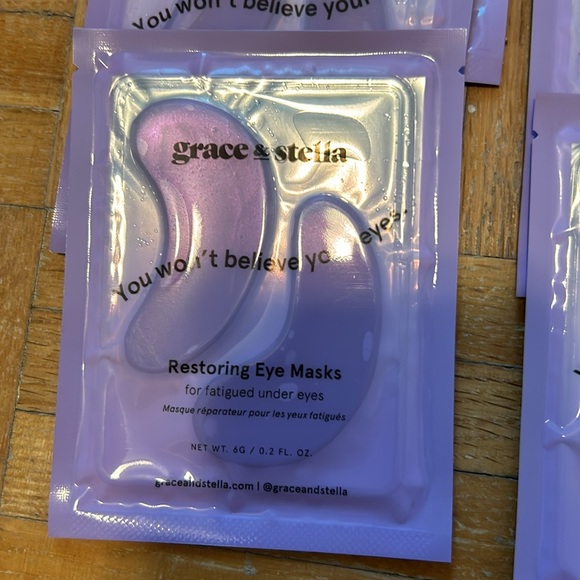 You won't believe your
grace & stella
You won't believe your eyes.
Restoring Eye Masks
for fatigued under eyes
Masque réparateur pour les yeux fatigués
NET WT. 6G / 0.2 FL. OZ.
graceandstella.com | @graceandstella